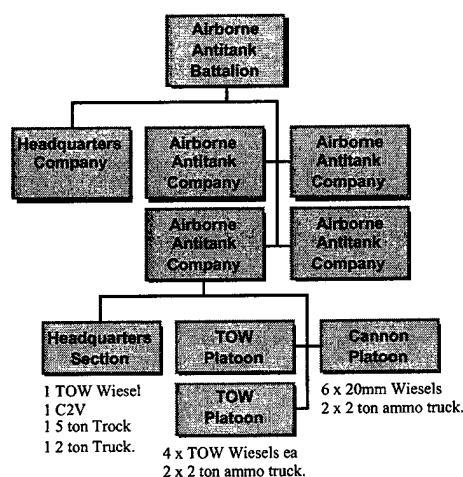 Airborne
Antitank
Battalion
Headquarters
Company
Airborne
Antitank
Company
Airborne
Antitank
Company
Airborne
Antitank
Company
Airborne
Antitank
Company
Headquarters
Section
1 TOW Wiesel
1 C2V
1 5 ton Trock
1 2 ton Truck.
TOW
Platoon
Cannon
Platoon
6 x 20mm Wiesels
2 x 2 ton ammo truck.
TOW
Platoon
4 x TOW Wiesels ea
2 x 2 ton ammo truck.